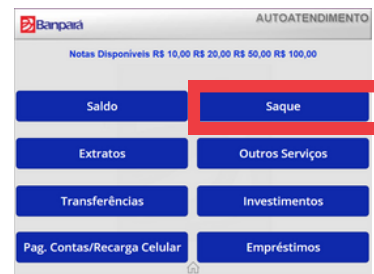 Banpará
AUTOATENDIMENTO
Notas Disponíveis R$ 10,00 R$ 20,00 R$ 50,00 R$ 100,00
Saldo
Saque
Extratos
Outros Serviços
Transferências
Investimentos
Pag. Contas/Recarga Celular
Empréstimos